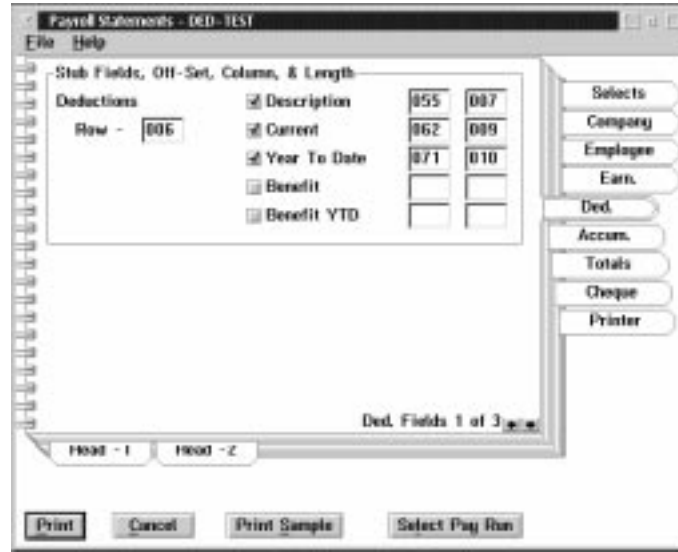 Payroll Statements - DED-TEST
File Help
Stub Fields, Off-Set, Column, & Length
Deductions
Row - 006
Description 055 007
Current 062 009
Year To Date 071 010
Benefit
Benefit YTD
Selects
Company
Employee
Earn.
Ded.
Accum.
Totals
Cheque
Printer
Ded. Fields 1 of 3
Head - 1 Head - 2
Print Cancel Print Sample Select Pay Run